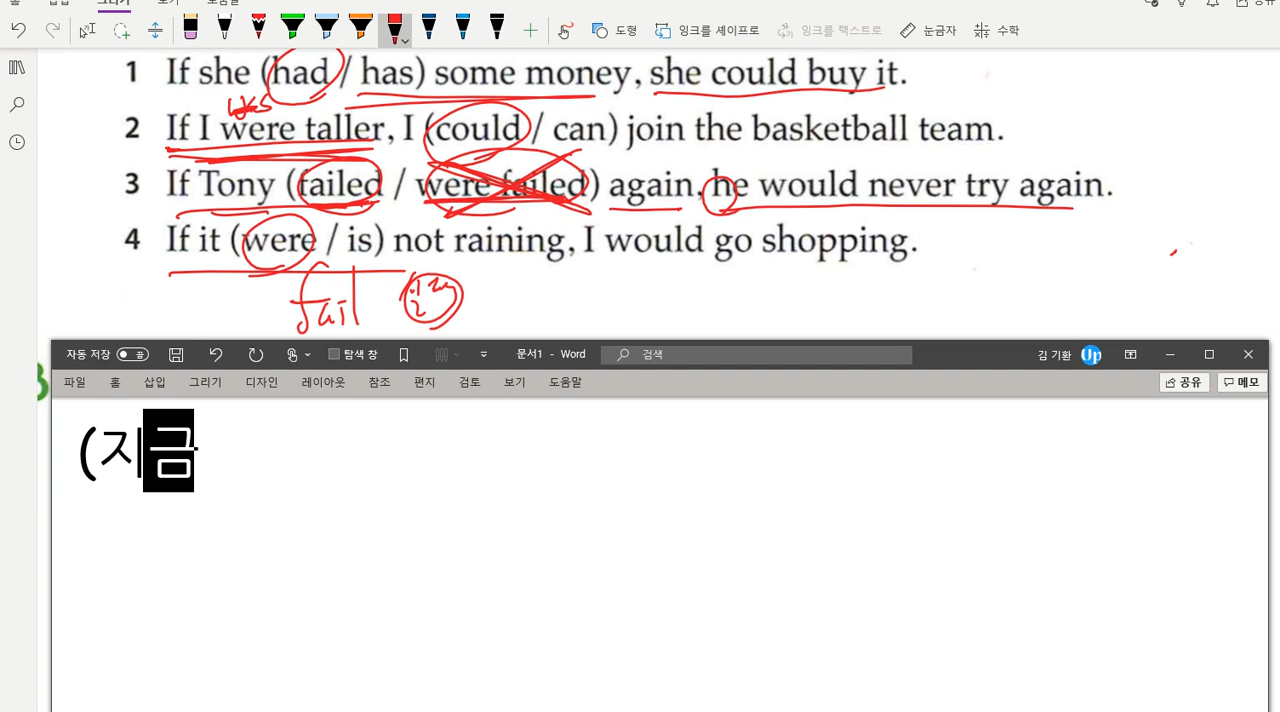 도형 잉크를 셰이프로 잉크를 텍스트로 눈금자 수학
1 If she (had / has) some money, she could buy it.
was
2 If I were taller, I (could / can) join the basketball team.
3 If Tony (failed / were failed) again, he would never try again.
4 If it (were / is) not raining, I would go shopping.
fail
자동 저장 끔 탐색 창 문서1 - Word 검색 김 기환 Up
파일 홈 삽입 그리기 디자인 레이아웃 참조 편지 검토 보기 도움말 공유 메모
(지금